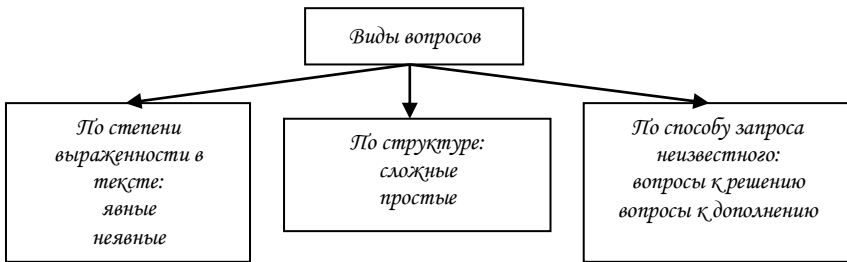 Виды вопросов
По степени
выраженности в
тексте:
явные
неявные
По структуре:
сложные
простые
По способу запроса
неизвестного:
вопросы к решению
вопросы к дополнению